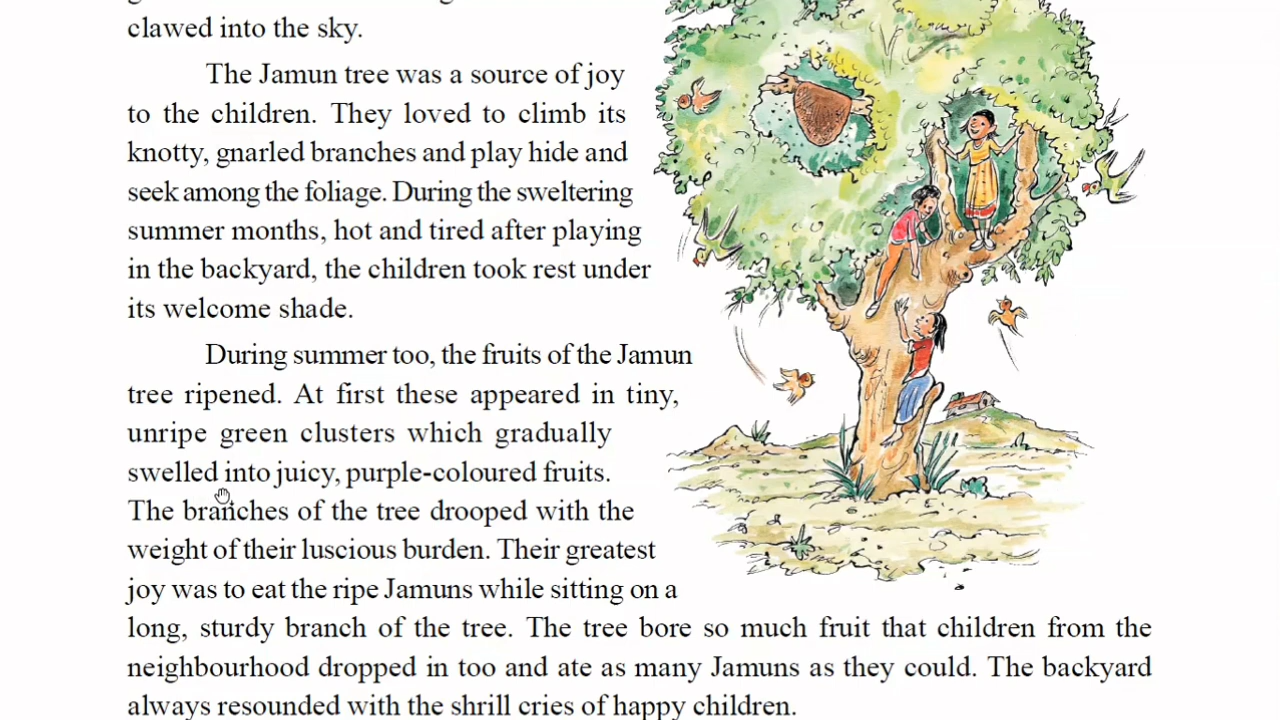 clawed into the sky.
The Jamun tree was a source of joy
to the children. They loved to climb its
knotty, gnarled branches and play hide and
seek among the foliage. During the sweltering
summer months, hot and tired after playing
in the backyard, the children took rest under
its welcome shade.
During summer too, the fruits of the Jamun
tree ripened. At first these appeared in tiny,
unripe green clusters which gradually
swelled into juicy, purple-coloured fruits.
The branches of the tree drooped with the
weight of their luscious burden. Their greatest
joy was to eat the ripe Jamuns while sitting on a
long, sturdy branch of the tree. The tree bore so much fruit that children from the
neighbourhood dropped in too and ate as many Jamuns as they could. The backyard
always resounded with the shrill cries of happy children.